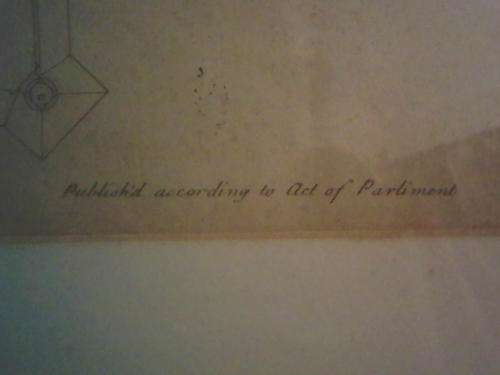 Publish'd according to Act of Parliment